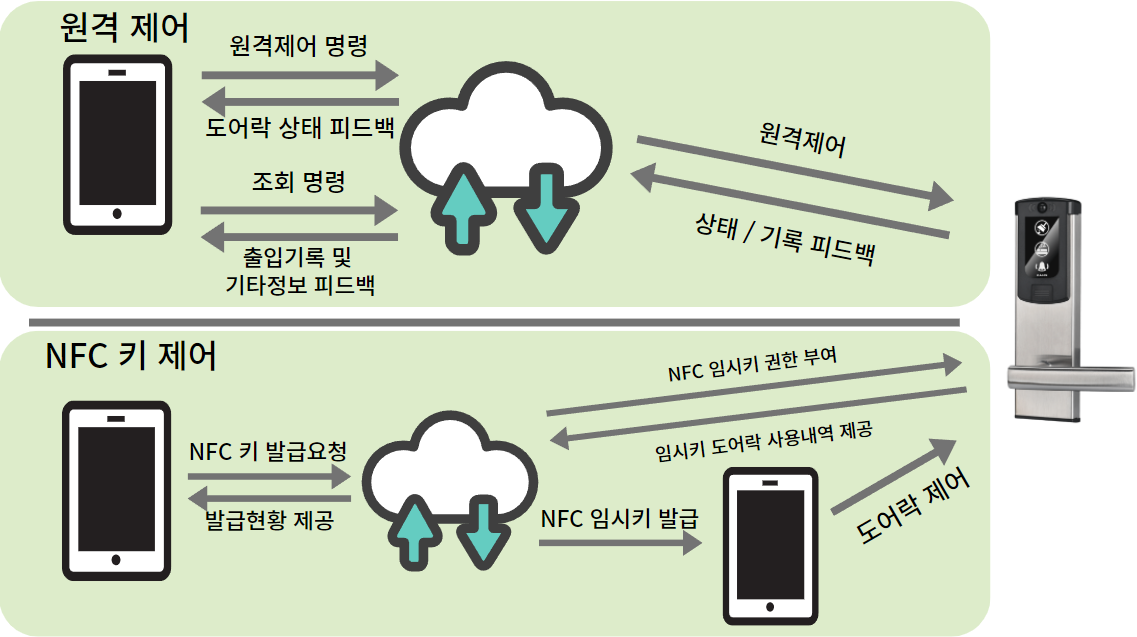 원격 제어
원격제어 명령
도어락 상태 피드백
조회 명령
출입기록 및
기타정보 피드백
원격제어
상태 / 기록 피드백
NFC 키 제어
NFC 키 발급요청
발급현황 제공
NFC 임시키 권한 부여
임시키 도어락 사용내역 제공
NFC 임시키 발급
도어락 제어